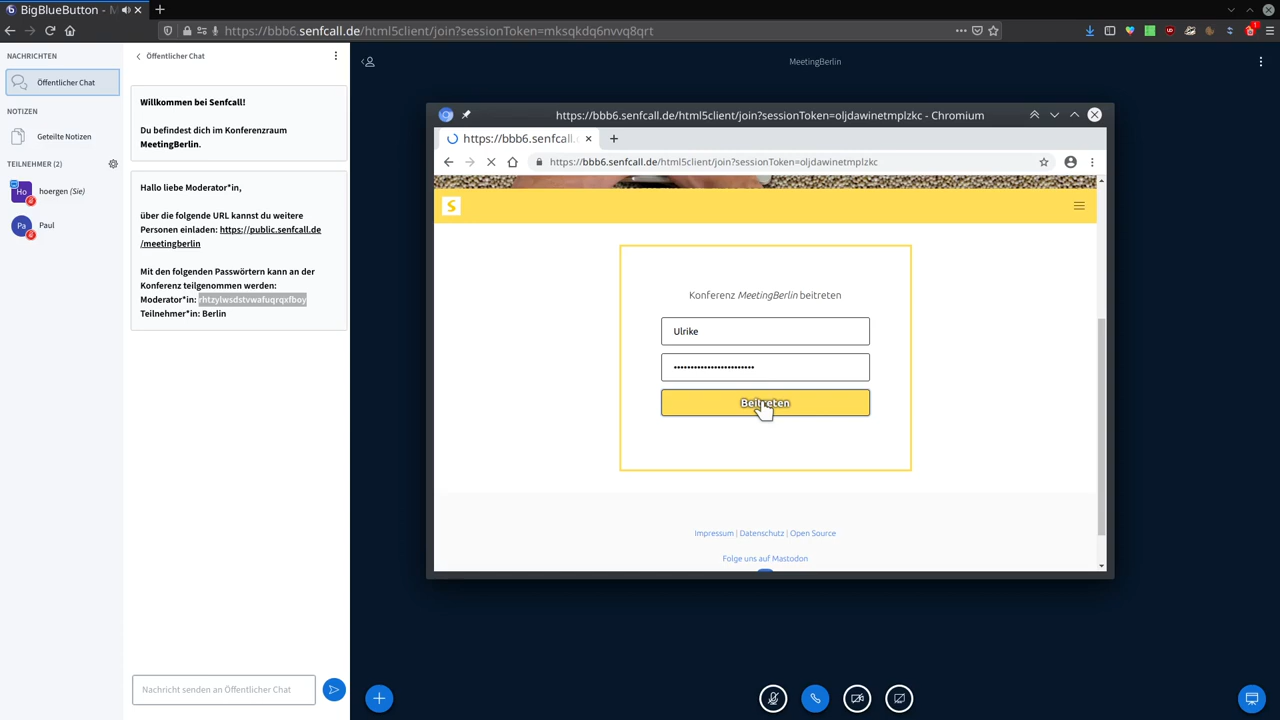 BigBlueButton - M
https://bbb6.senfcall.de/html5client/join?sessionToken=mksqkdq6nvvq8qrt
1
NACHRICHTEN
Öffentlicher Chat
NOTIZEN
Geteilte Notizen
TEILNEHMER (2)
Ho
hoergen (Sie)
Pa
Paul
Öffentlicher Chat
Willkommen bei Senfcall!
Du befindest dich im Konferenzraum
MeetingBerlin.
Hallo liebe Moderator*in,
über die folgende URL kannst du weitere
Personen einladen: https://public.senfcall.de
/meetingberlin
Mit den folgenden Passwörtern kann an der
Konferenz teilgenommen werden:
Moderator*in: rhtzylwsdstvwafuqrqxfboy
Teilnehmer*in: Berlin
Nachricht senden an Öffentlicher Chat
MeetingBerlin
https://bbb6.senfcall.de/html5client/join?sessionToken=oljdawinetmplzkc - Chromium
https://bbb6.senfcall.de
https://bbb6.senfcall.de/html5client/join?sessionToken=oljdawinetmplzkc
S
Konferenz MeetingBerlin beitreten
Ulrike
••••••••••••••••••••••••
Beitreten
Impressum | Datenschutz | Open Source
Folge uns auf Mastodon